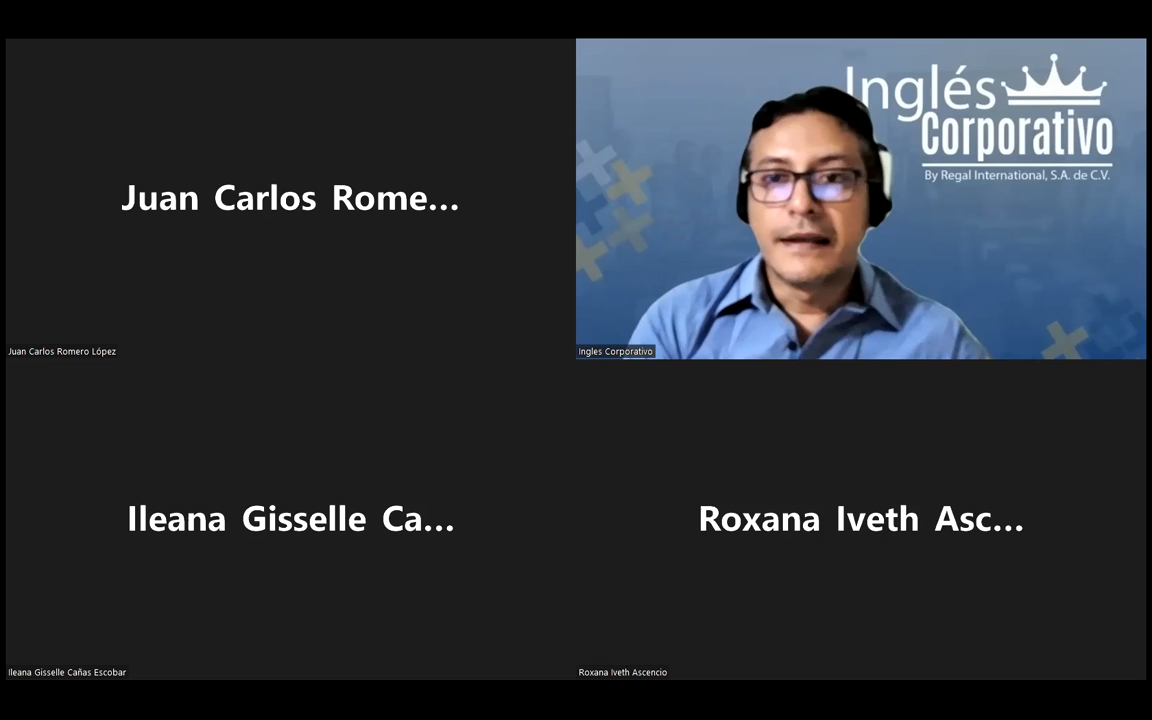 Juan Carlos Rome...
Juan Carlos Romero López
Inglés
Corporativo
By Regal International, S.A. de C.V.
Ingles Corporativo
Ileana Gisselle Ca...
Ileana Gisselle Cañas Escobar
Roxana Iveth Asc...
Roxana Iveth Ascencio